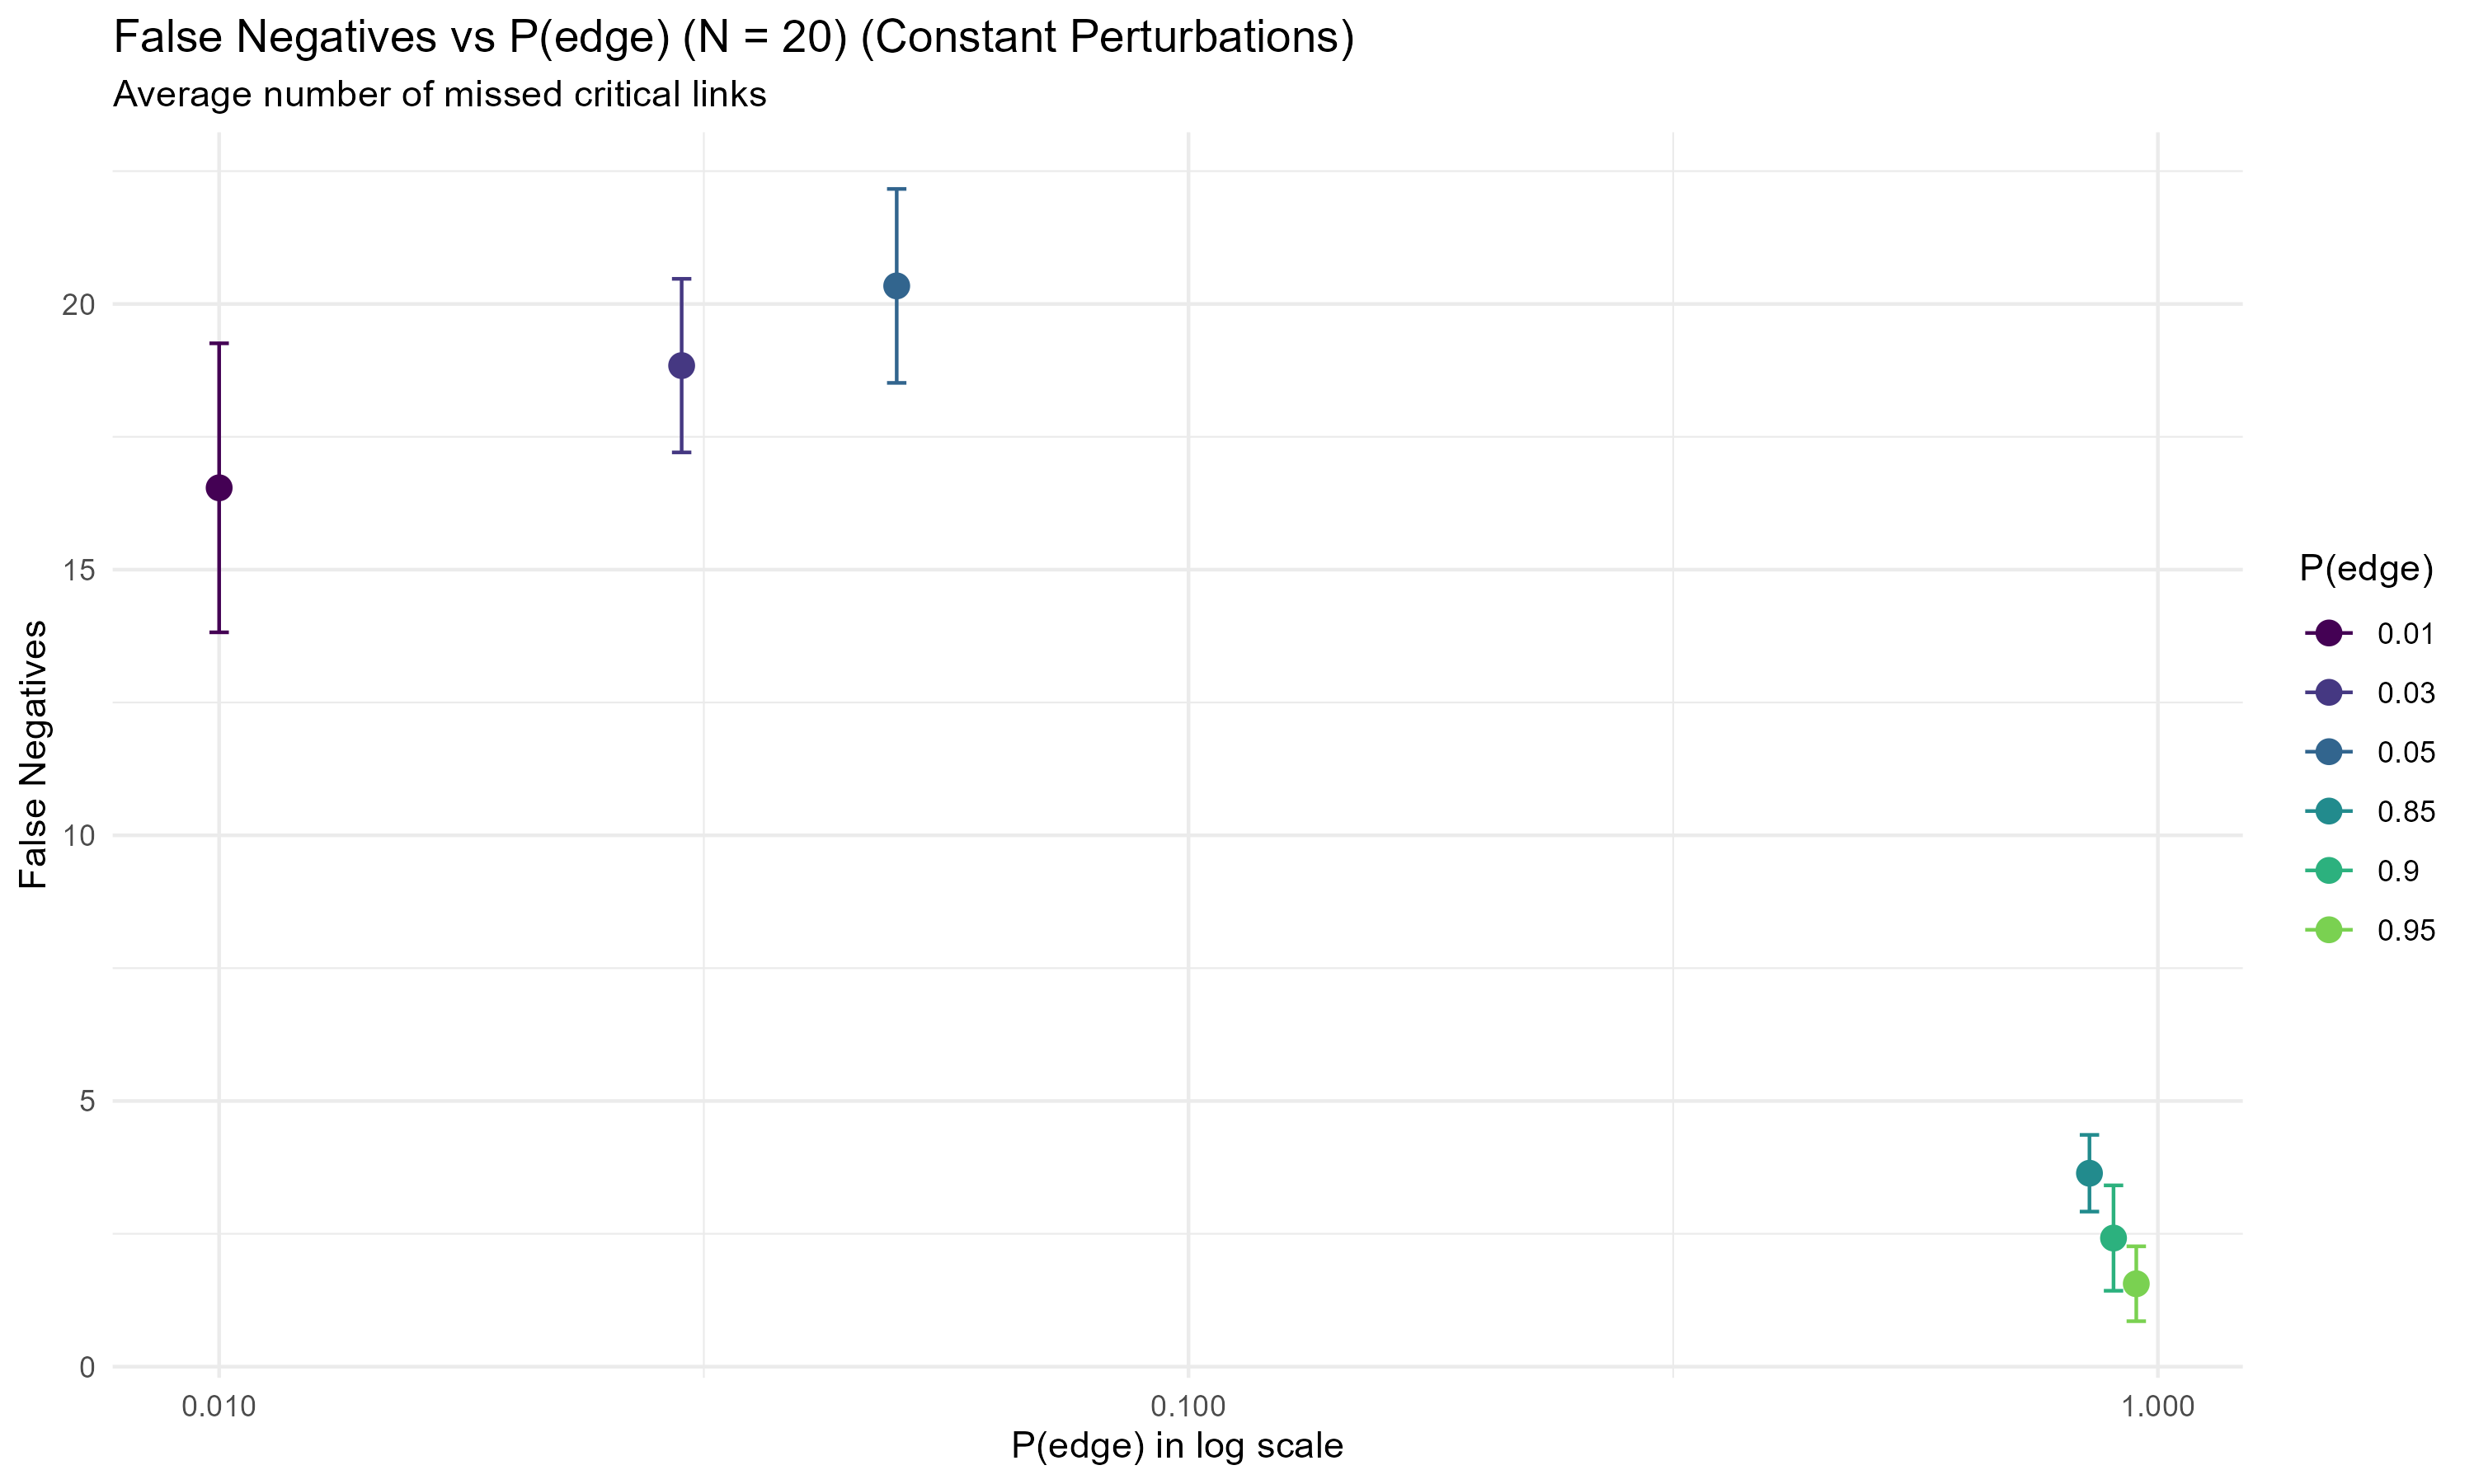 False Negatives vs P(edge) (N = 20) (Constant Perturbations)
Average number of missed critical links
False Negatives
20
15
10
5
0
0.010
0.100
1.000
P(edge) in log scale
P(edge)
0.01
0.03
0.05
0.85
0.9
0.95